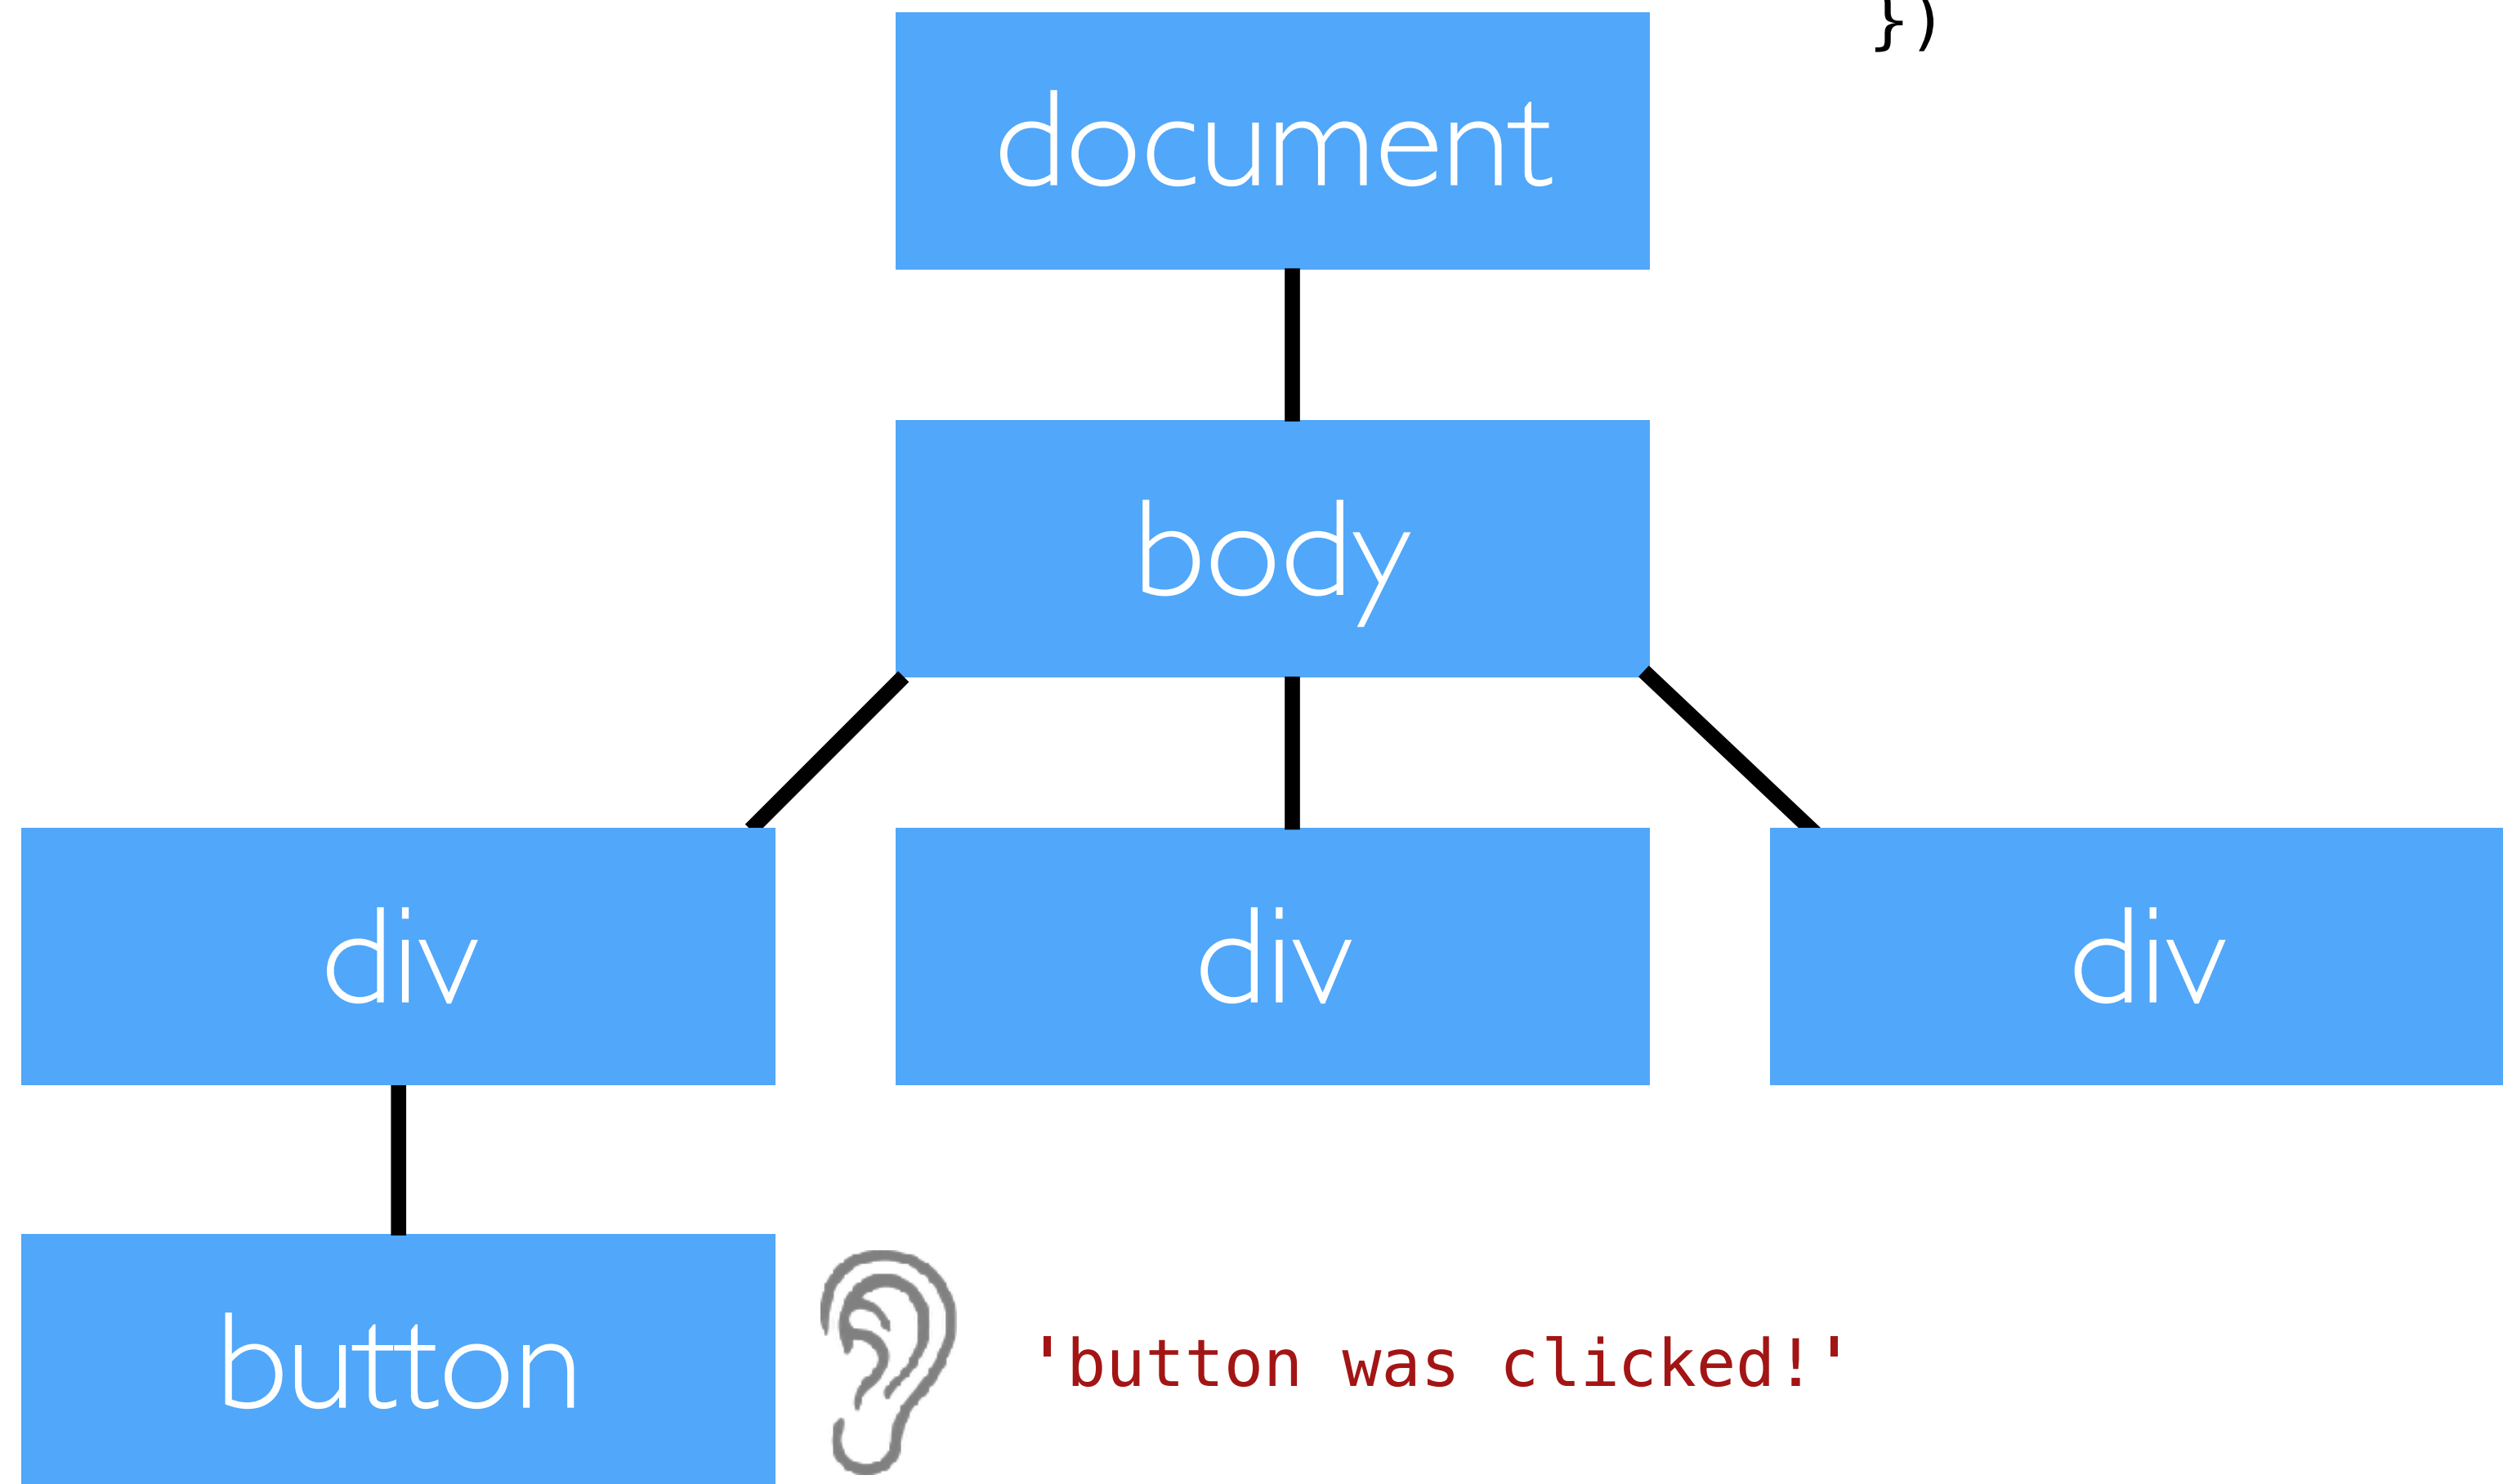 })
document
body
div div div
button
'button was clicked!'